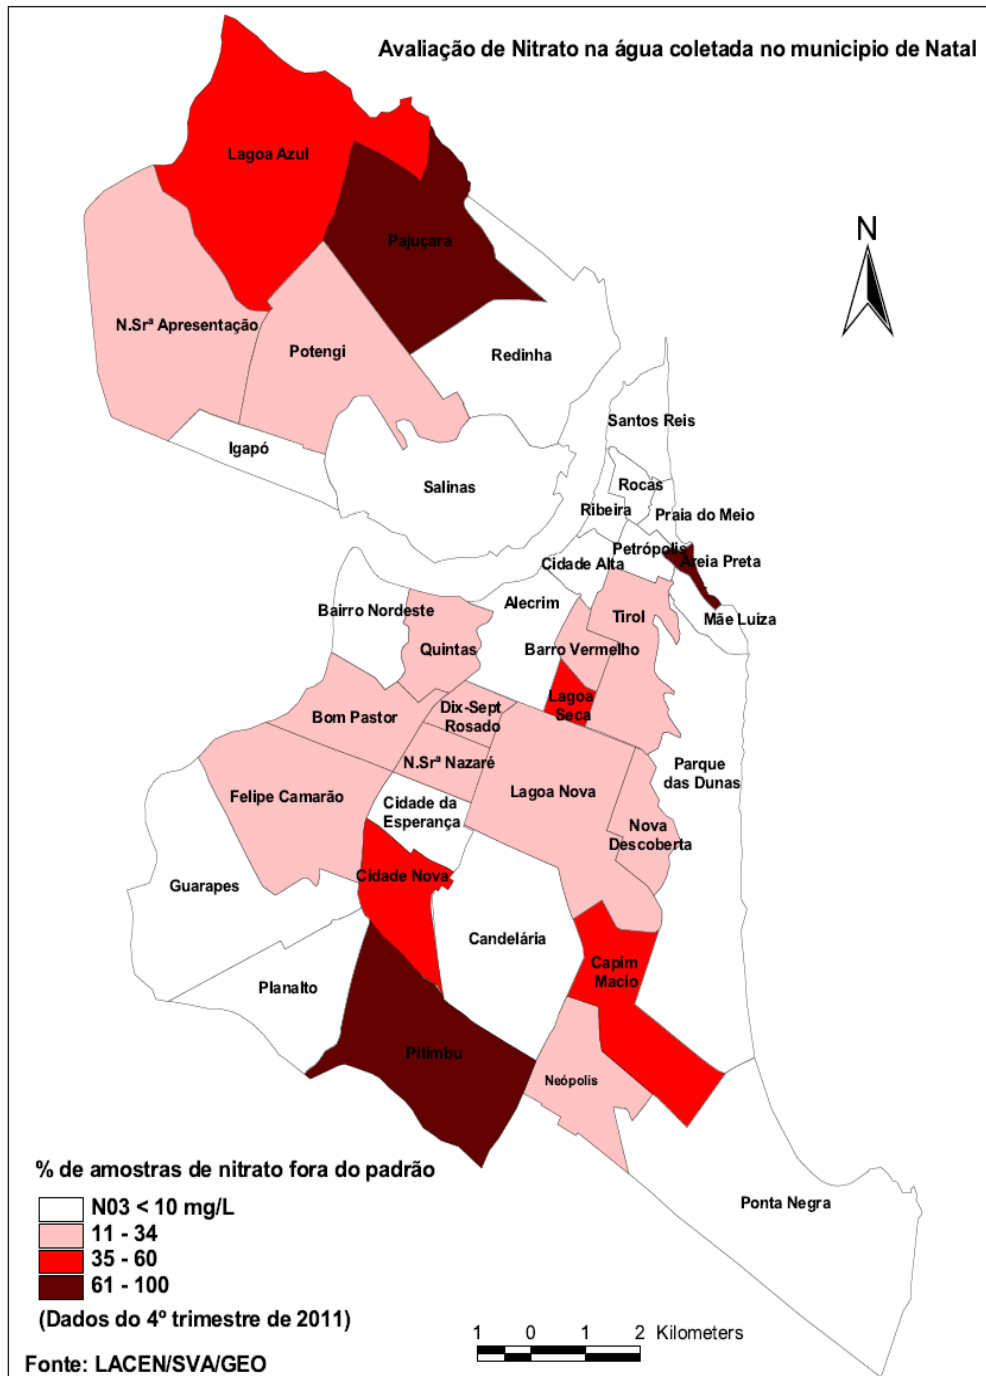 Avaliação de Nitrato na água coletada no municipio de Natal
Lagoa Azul
N
Pajuçara
N.Srª Apresentação
Potengi
Redinha
Santos Reis
Igapó
Salinas
Rocas
Ribeira
Praia do Meio
Petrópolis
Areia Preta
Cidade Alta
Bairro Nordeste
Alecrim
Tirol
Mãe Luíza
Quintas
Barro Vermelho
Lagoa
Seca
Bom Pastor
Dix-Sept
Rosado
N.Srª Nazaré
Parque
das Dunas
Felipe Camarão
Lagoa Nova
Cidade da
Esperança
Nova
Descoberta
Guarapes
Cidade Nova
Candelária
Capim
Macio
Planalto
Pitimbu
Neópolis
Ponta Negra
% de amostras de nitrato fora do padrão
N03 < 10 mg/L
11 - 34
35 - 60
61 - 100
(Dados do 4º trimestre de 2011)
1 0 1 2 Kilometers
Fonte: LACEN/SVA/GEO